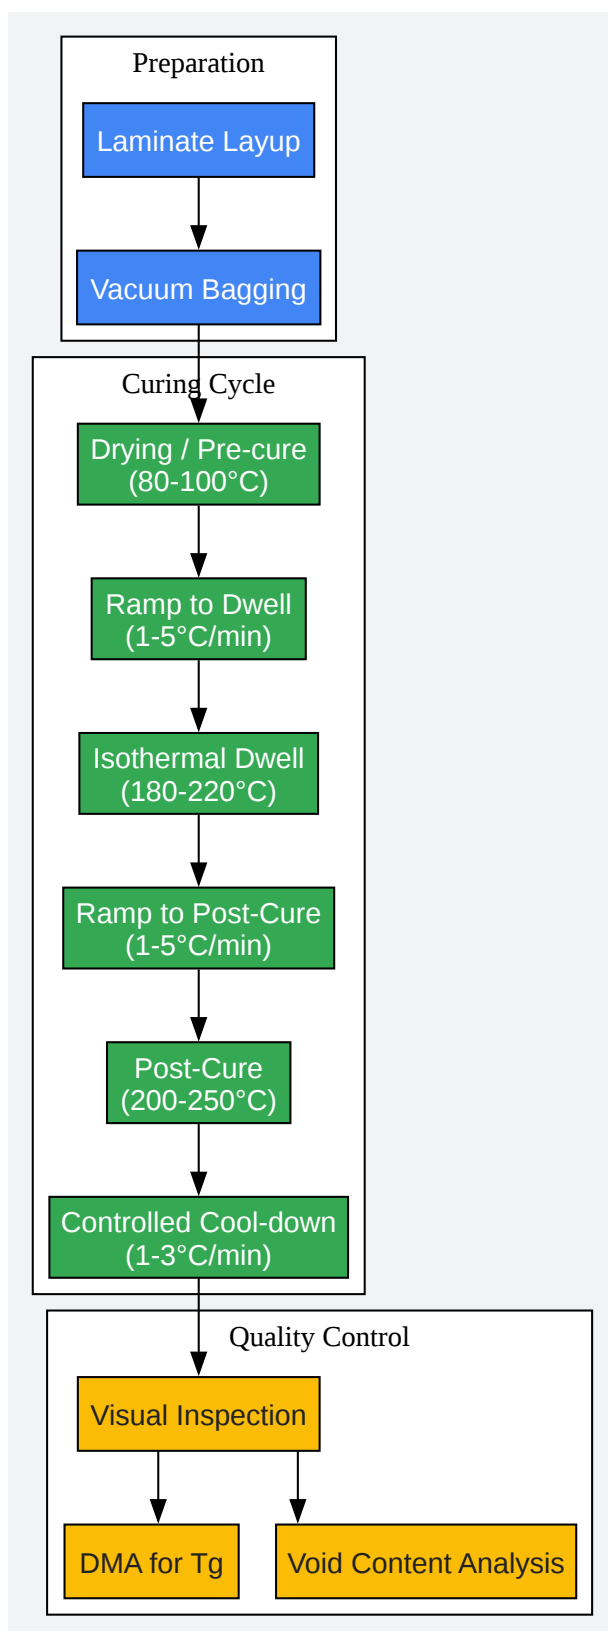 Preparation
Laminate Layup
Vacuum Bagging
Curing Cycle
Drying / Pre-cure
(80-100°C)
Ramp to Dwell
(1-5°C/min)
Isothermal Dwell
(180-220°C)
Ramp to Post-Cure
(1-5°C/min)
Post-Cure
(200-250°C)
Controlled Cool-down
(1-3°C/min)
Quality Control
Visual Inspection
DMA for Tg
Void Content Analysis